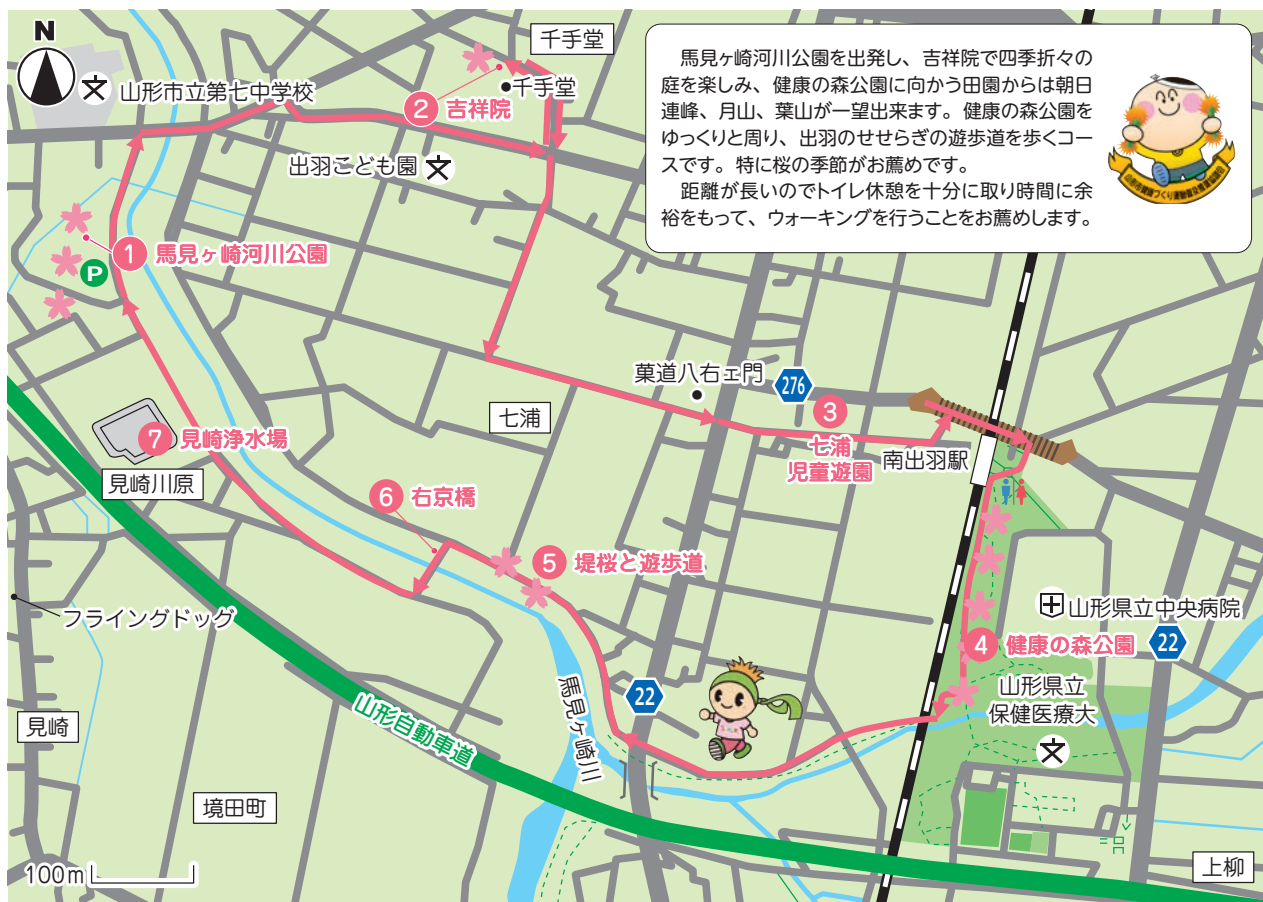 馬見ヶ崎河川公園を出発し、吉祥院で四季折々の
庭を楽しみ、健康の森公園に向かう田園からは朝日
連峰、月山、葉山が一望出来ます。健康の森公園を
ゆっくりと周り、出羽のせせらぎの遊歩道を歩くコー
スです。特に桜の季節がお薦めです。
距離が長いのでトイレ休憩を十分に取り時間に余
裕をもって、ウォーキングを行うことをお薦めします。
N
千手堂
山形市立第七中学校
2 吉祥院
千手堂
出羽こども園
1 馬見ヶ崎河川公園
P
菓道八右エ門
276
3
七浦
児童遊園
南出羽駅
七浦
7 見崎浄水場
見崎川原
6 右京橋
5 堤桜と遊歩道
フライングドッグ
山形県立中央病院
4 健康の森公園
22
山形県立
保健医療大
22
馬見ヶ崎川
山形自動車道
見崎
境田町
100m
上柳